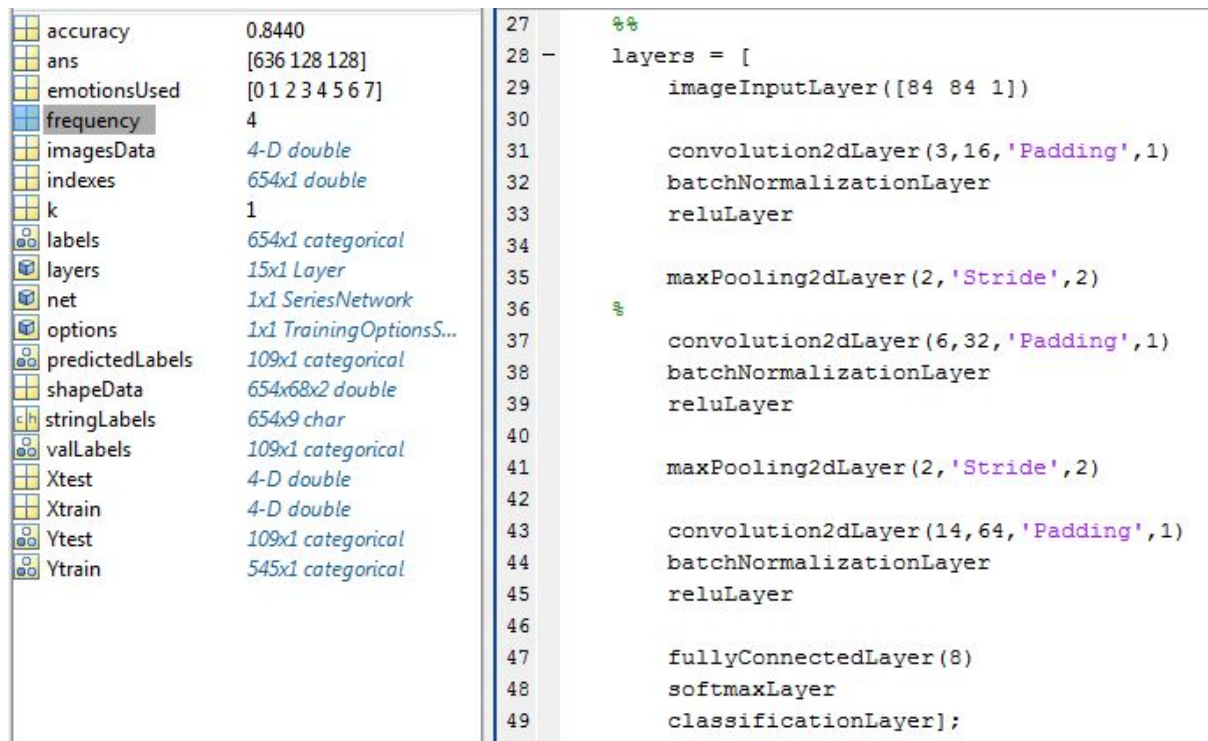 accuracy 0.8440
ans [636 128 128]
emotionsUsed [0 1 2 3 4 5 6 7]
frequency 4
imagesData 4-D double
indexes 654x1 double
k 1
labels 654x1 categorical
layers 15x1 Layer
net 1x1 SeriesNetwork
options 1x1 TrainingOptionsS...
predictedLabels 109x1 categorical
shapeData 654x68x2 double
ch stringLabels 654x9 char
valLabels 109x1 categorical
Xtest 4-D double
Xtrain 4-D double
Ytest 109x1 categorical
Ytrain 545x1 categorical
27 %%
28 – layers = [
29 imageInputLayer([84 84 1])
30
31 convolution2dLayer(3,16,'Padding',1)
32 batchNormalizationLayer
33 reluLayer
34
35 maxPooling2dLayer(2,'Stride',2)
36 %
37 convolution2dLayer(6,32,'Padding',1)
38 batchNormalizationLayer
39 reluLayer
40
41 maxPooling2dLayer(2,'Stride',2)
42
43 convolution2dLayer(14,64,'Padding',1)
44 batchNormalizationLayer
45 reluLayer
46
47 fullyConnectedLayer(8)
48 softmaxLayer
49 classificationLayer];